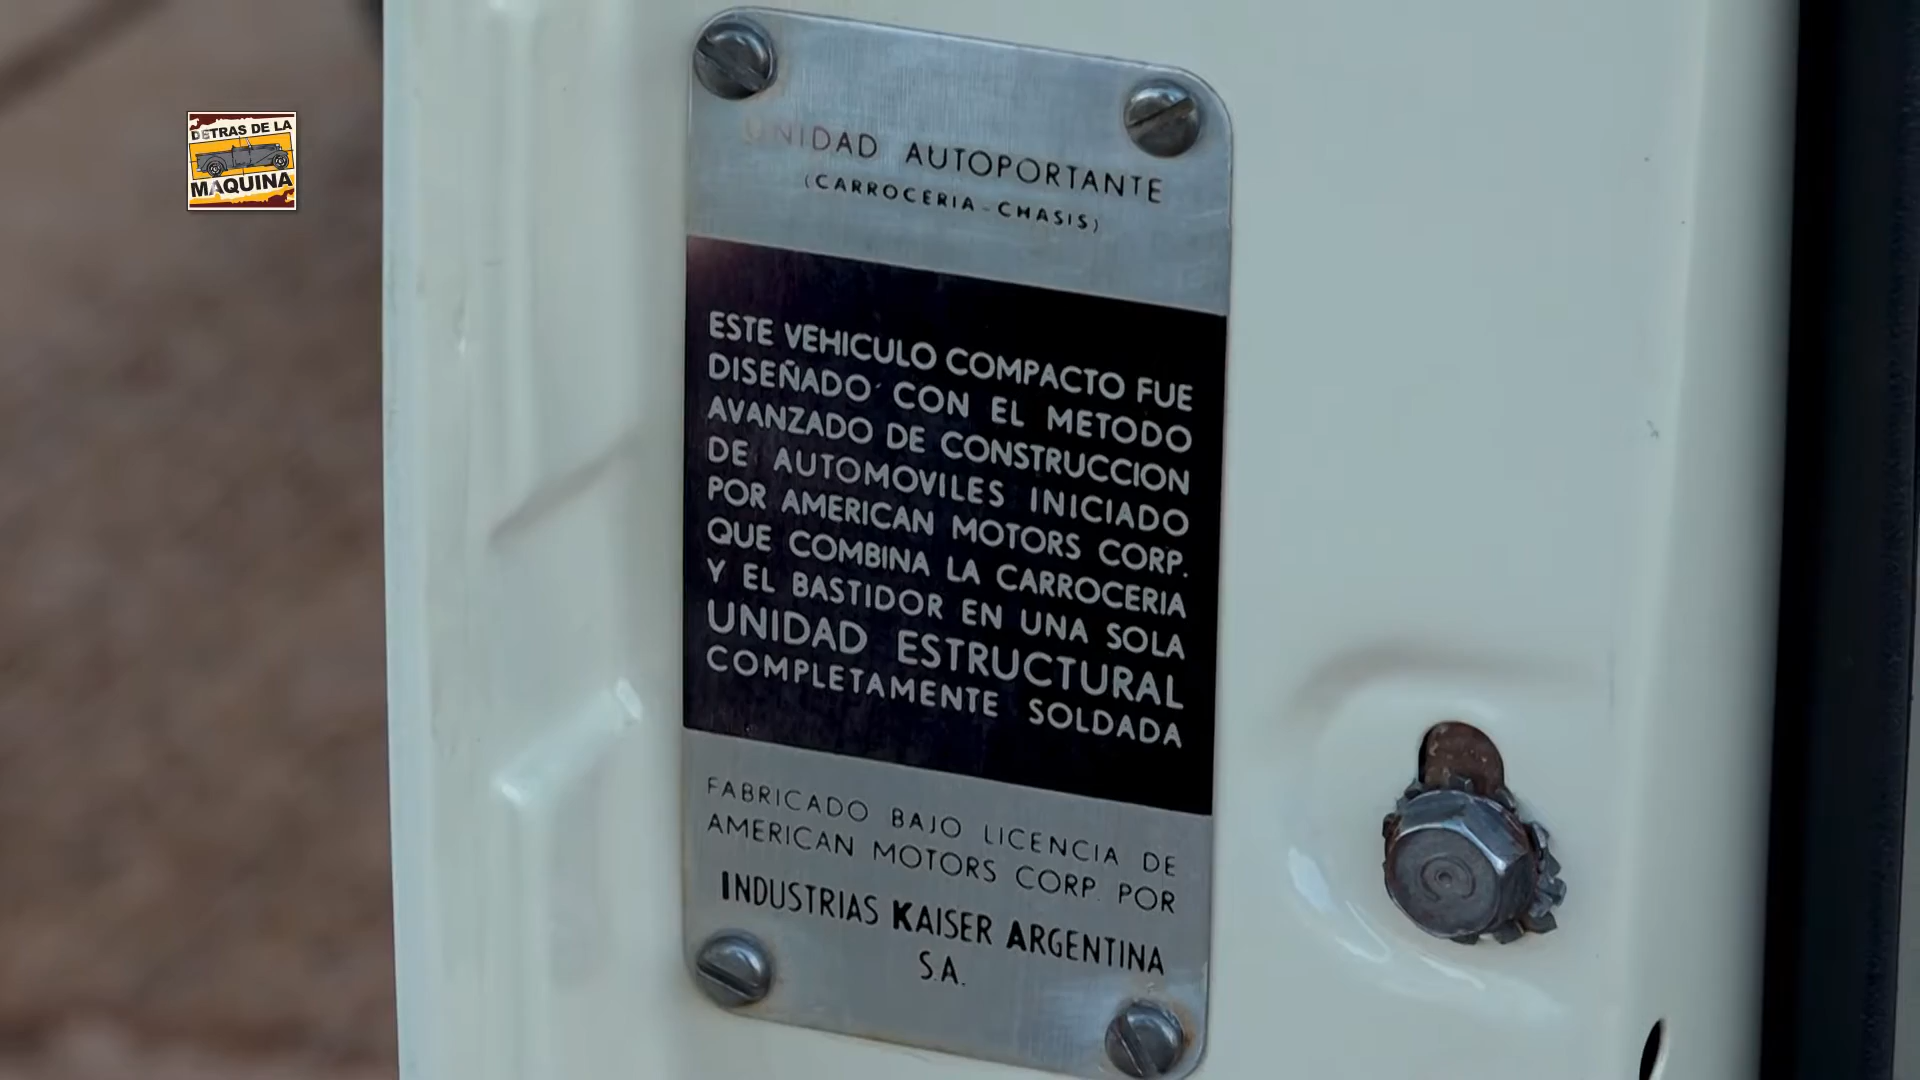 DETRAS DE LA
MAQUINA
UNIDAD AUTOPORTANTE
(CARROCERIA-CHASIS)
ESTE VEHICULO COMPACTO FUE
DISEÑADO CON EL METODO
AVANZADO DE CONSTRUCCION
DE AUTOMOVILES INICIADO
POR AMERICAN MOTORS CORP.
QUE COMBINA LA CARROCERIA
Y EL BASTIDOR EN UNA SOLA
UNIDAD ESTRUCTURAL
COMPLETAMENTE SOLDADA
FABRICADO BAJO LICENCIA DE
AMERICAN MOTORS CORP. POR
INDUSTRIAS KAISER ARGENTINA
S.A.